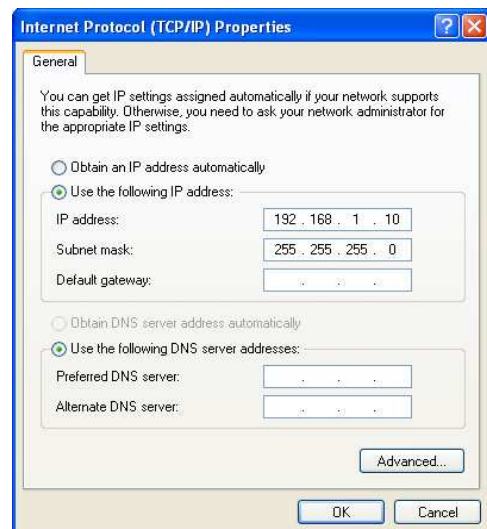 Internet Protocol (TCP/IP) Properties
General
You can get IP settings assigned automatically if your network supports
this capability. Otherwise, you need to ask your network administrator for
the appropriate IP settings.
Obtain an IP address automatically
Use the following IP address:
IP address: 192 . 168 . 1 . 10
Subnet mask: 255 . 255 . 255 . 0
Default gateway: . . .
Obtain DNS server address automatically
Use the following DNS server addresses:
Preferred DNS server: . . .
Alternate DNS server: . . .
Advanced...
OK Cancel